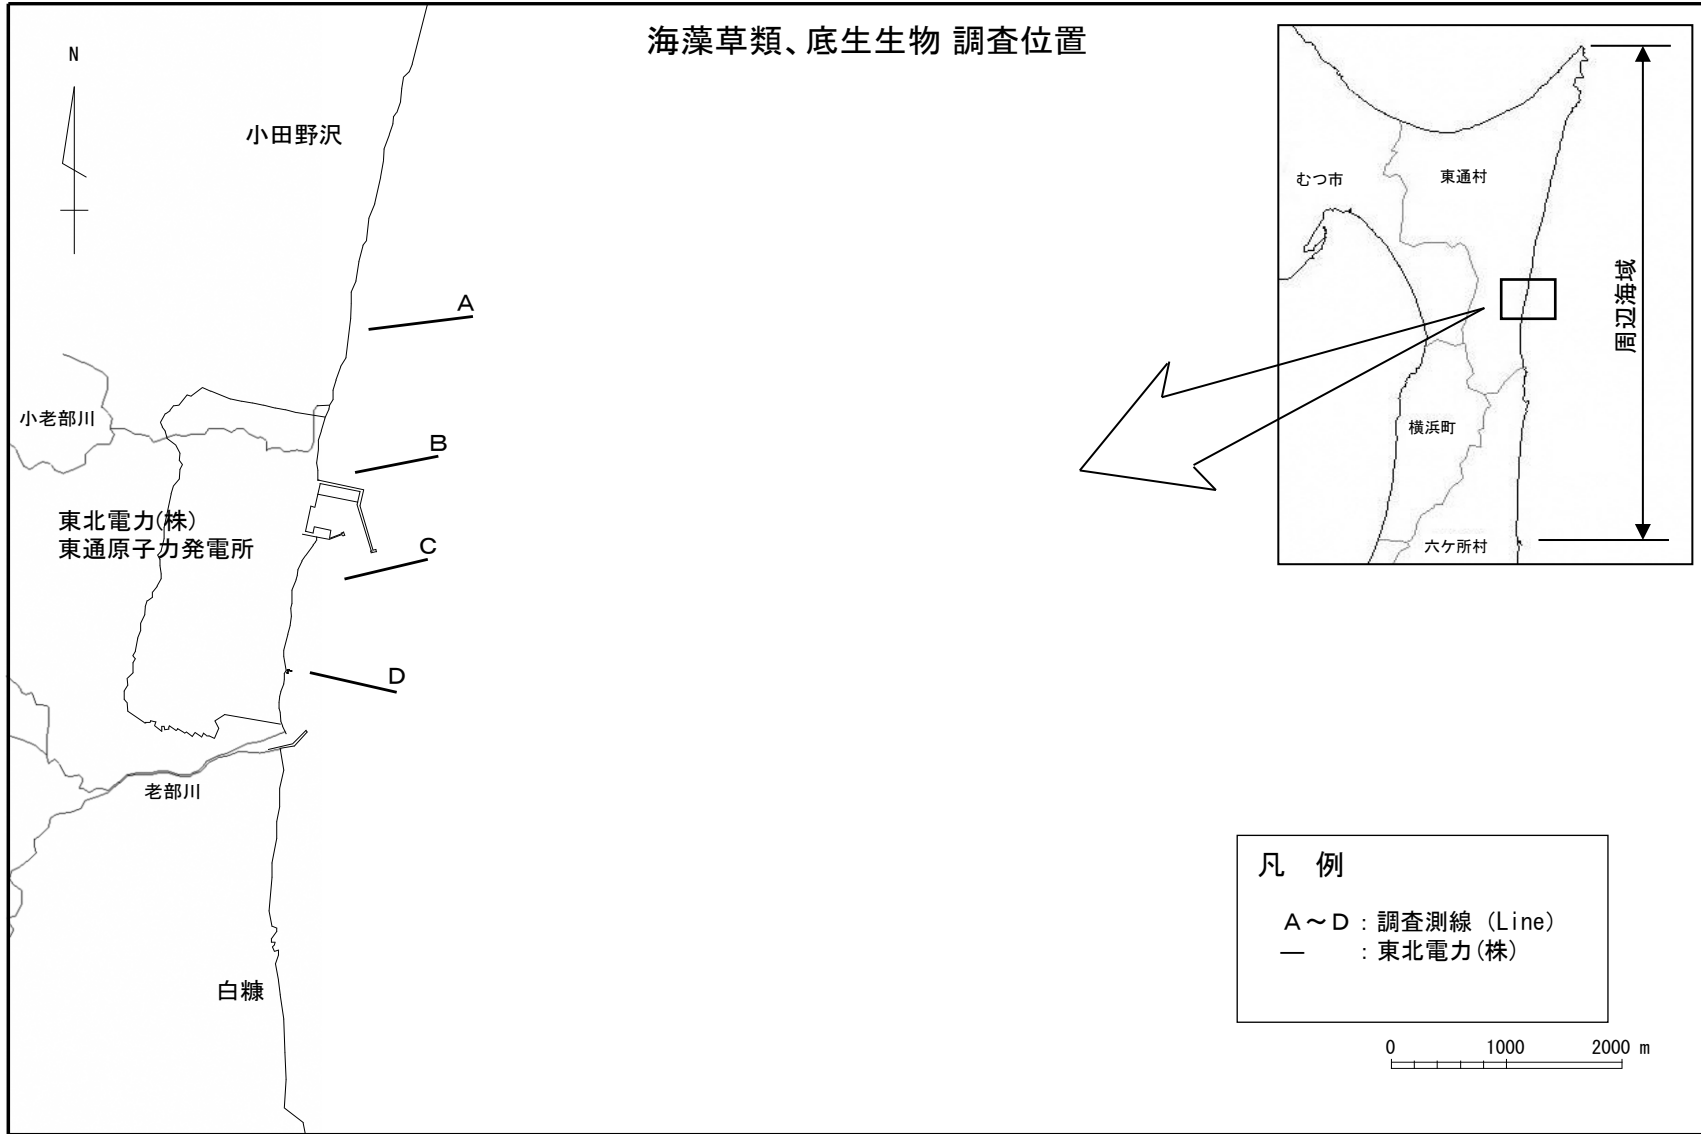 海藻草類、底生生物 調査位置
N
小田野沢
A
小老部川
B
東北電力(株)
東通原子力発電所
C
D
老部川
白糠
むつ市
東通村
周辺海域
横浜町
六ケ所村
凡 例
A~D : 調査測線 (Line)
― : 東北電力(株)
0 1000 2000 m